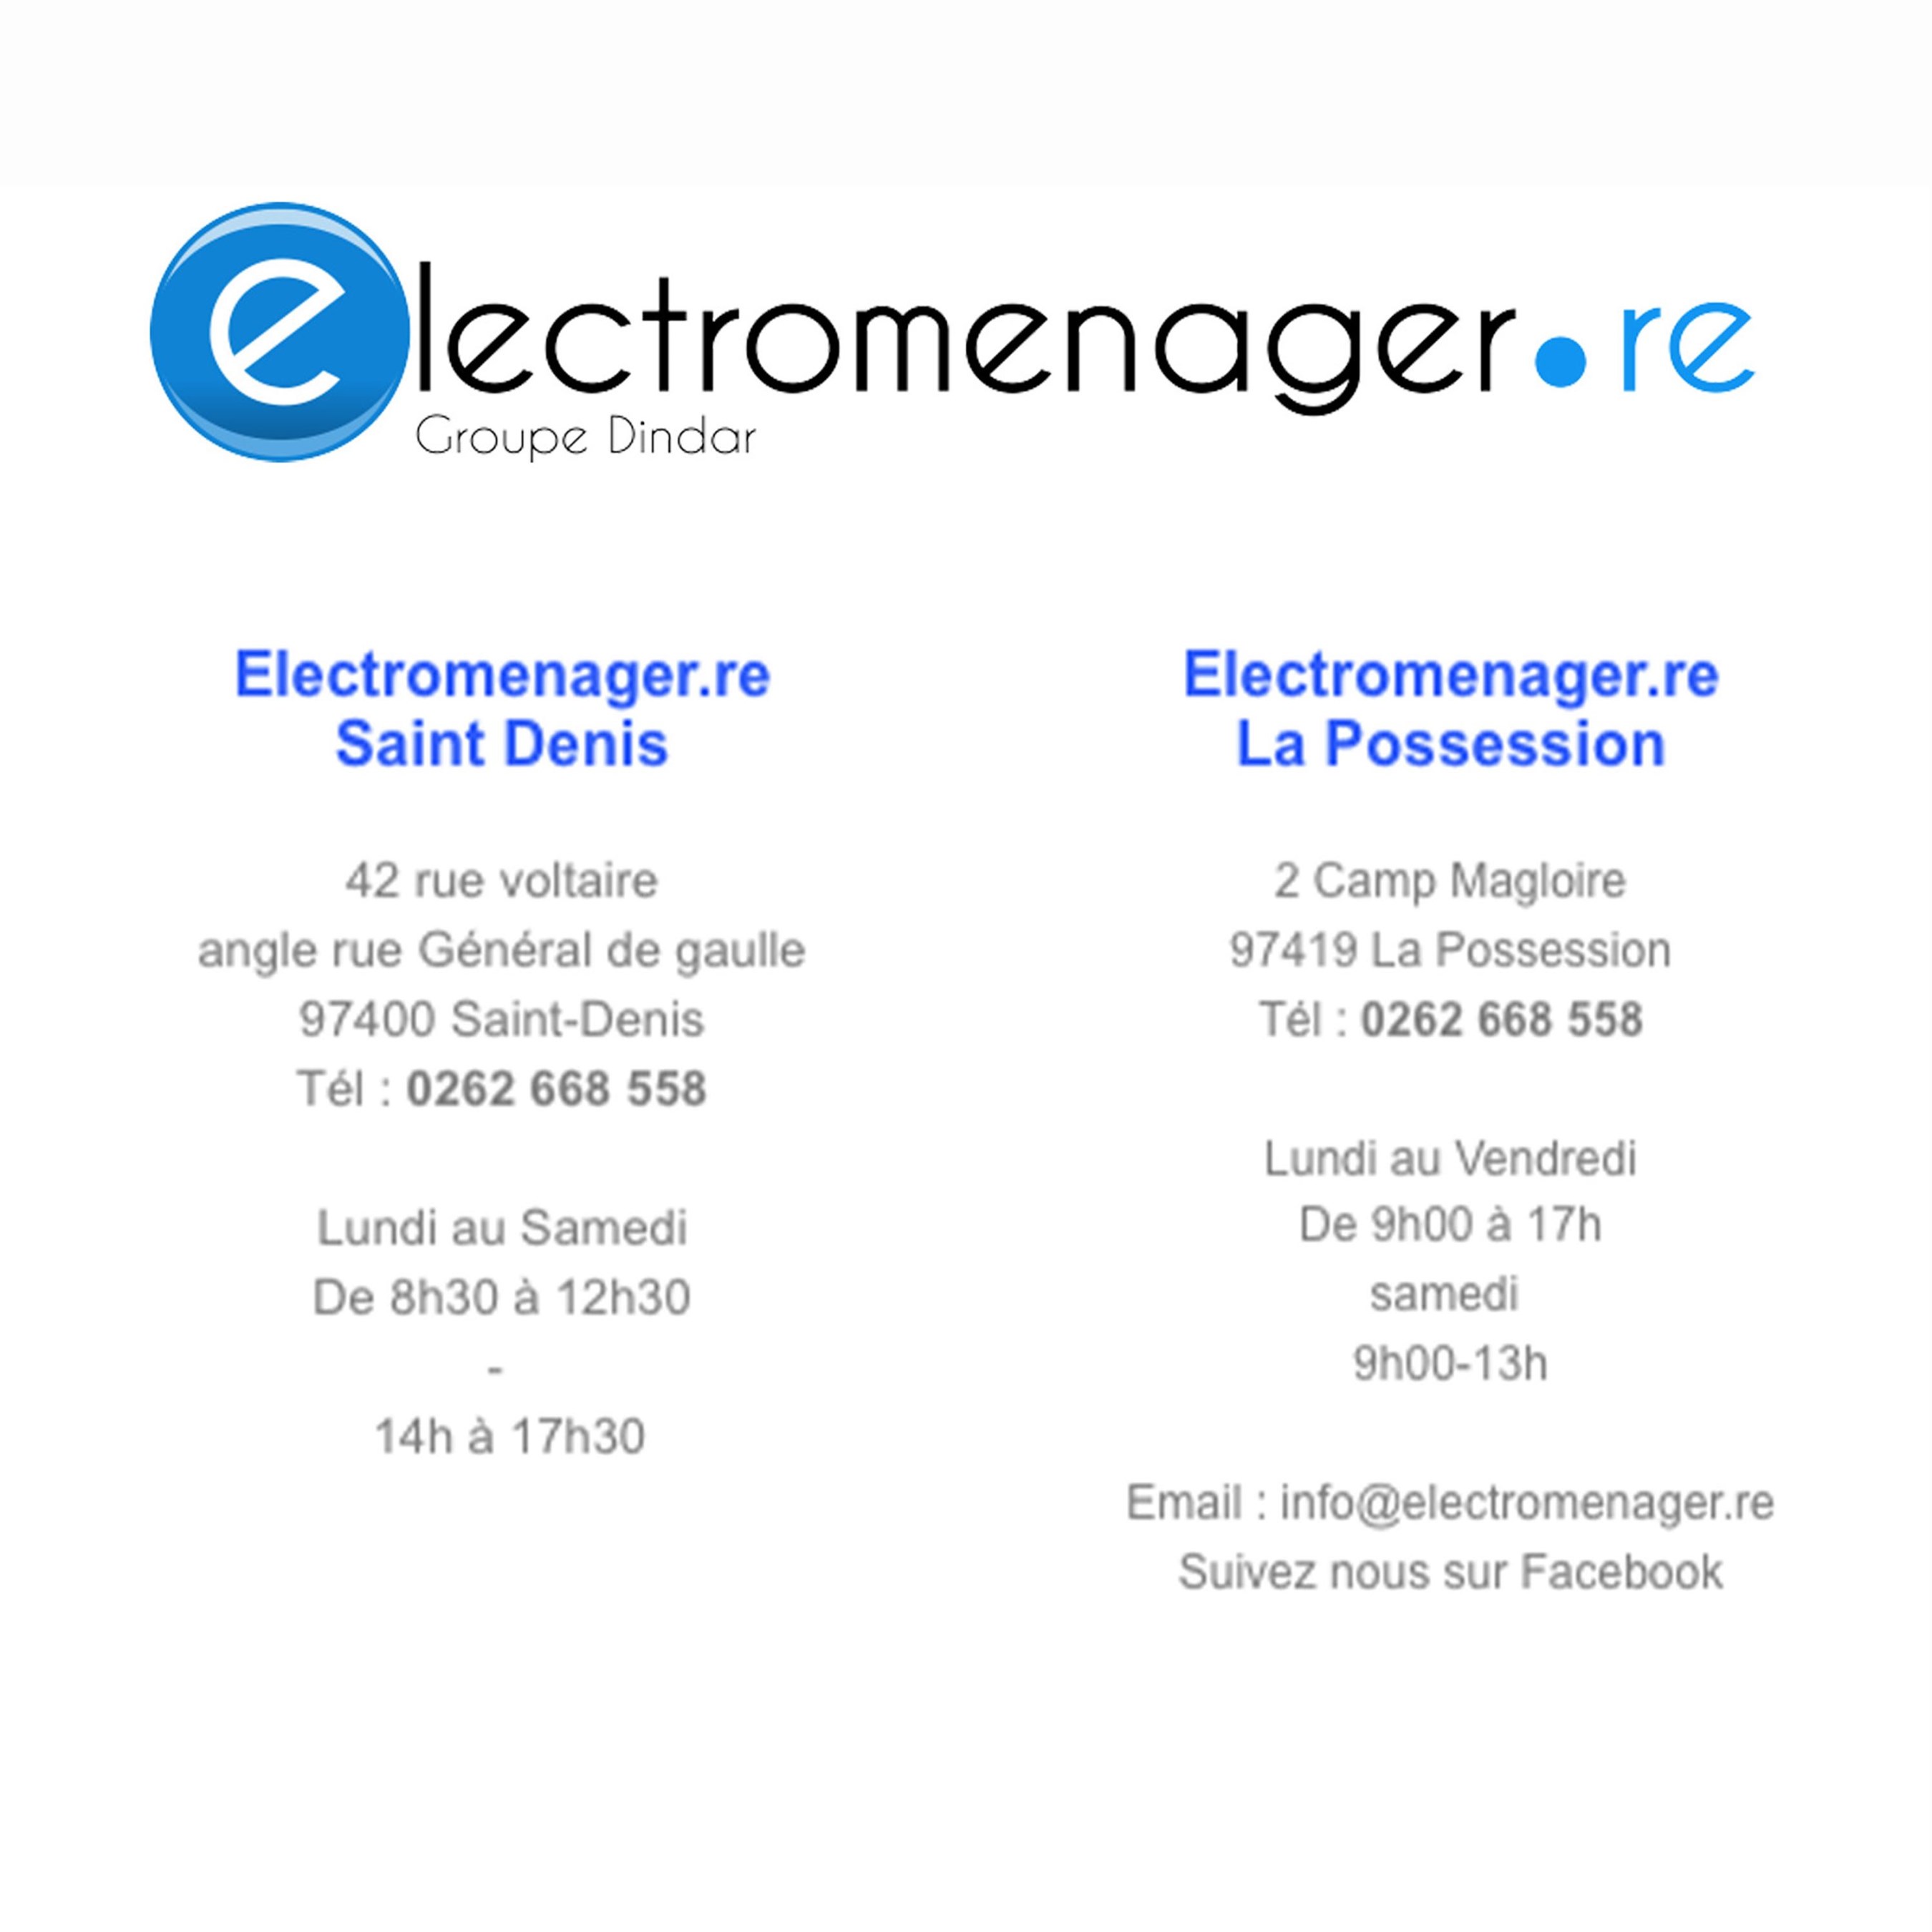 electromenager.re
Groupe Dindar
Electromenager.re
Saint Denis
42 rue voltaire
angle rue Général de gaulle
97400 Saint-Denis
Tél : 0262 668 558
Lundi au Samedi
De 8h30 à 12h30
-
14h à 17h30
Electromenager.re
La Possession
2 Camp Magloire
97419 La Possession
Tél : 0262 668 558
Lundi au Vendredi
De 9h00 à 17h
samedi
9h00-13h
Email : info@electromenager.re
Suivez nous sur Facebook